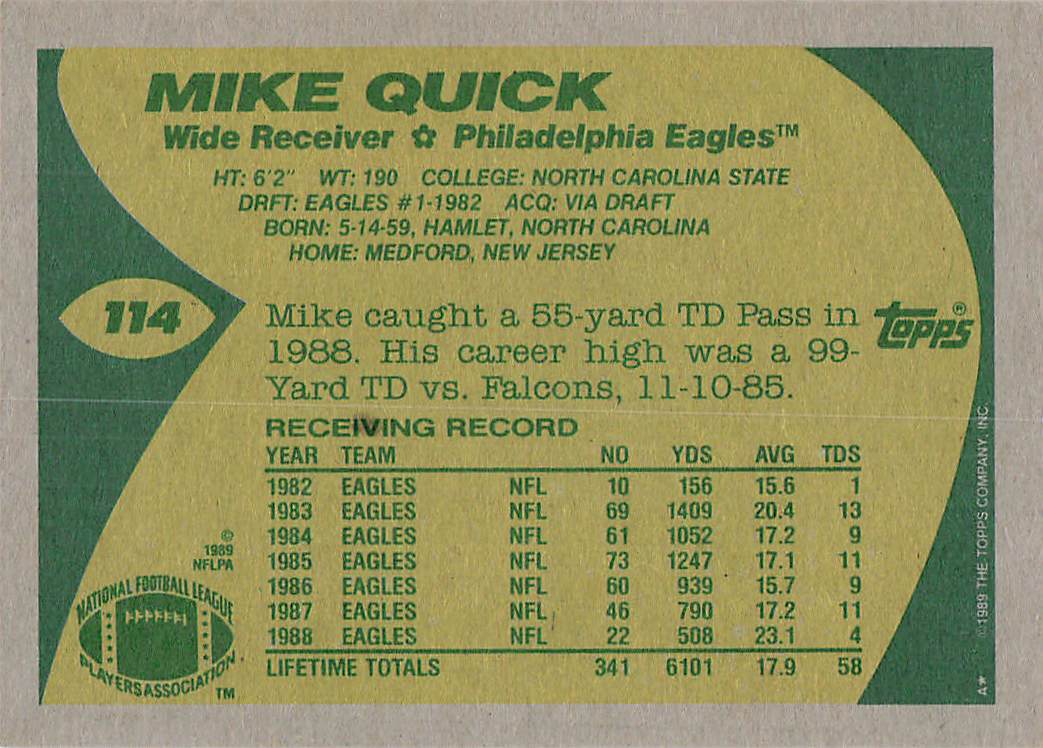 MIKE QUICK
Wide Receiver ✿ Philadelphia Eagles™
HT: 6'2" WT: 190 COLLEGE: NORTH CAROLINA STATE
DRFT: EAGLES #1-1982 ACQ: VIA DRAFT
BORN: 5-14-59, HAMLET, NORTH CAROLINA
HOME: MEDFORD, NEW JERSEY
114
Mike caught a 55-yard TD Pass in
1988. His career high was a 99-
Yard TD vs. Falcons, 11-10-85.
topps®
RECEIVING RECORD
YEAR TEAM NO YDS AVG TDS
1982 EAGLES NFL 10 156 15.6 1
1983 EAGLES NFL 69 1409 20.4 13
1984 EAGLES NFL 61 1052 17.2 9
1985 EAGLES NFL 73 1247 17.1 11
1986 EAGLES NFL 60 939 15.7 9
1987 EAGLES NFL 46 790 17.2 11
1988 EAGLES NFL 22 508 23.1 4
LIFETIME TOTALS 341 6101 17.9 58
©
1989
NFLPA
NATIONAL FOOTBALL LEAGUE
PLAYERS ASSOCIATION
TM
©1989 THE TOPPS COMPANY, INC.
A*